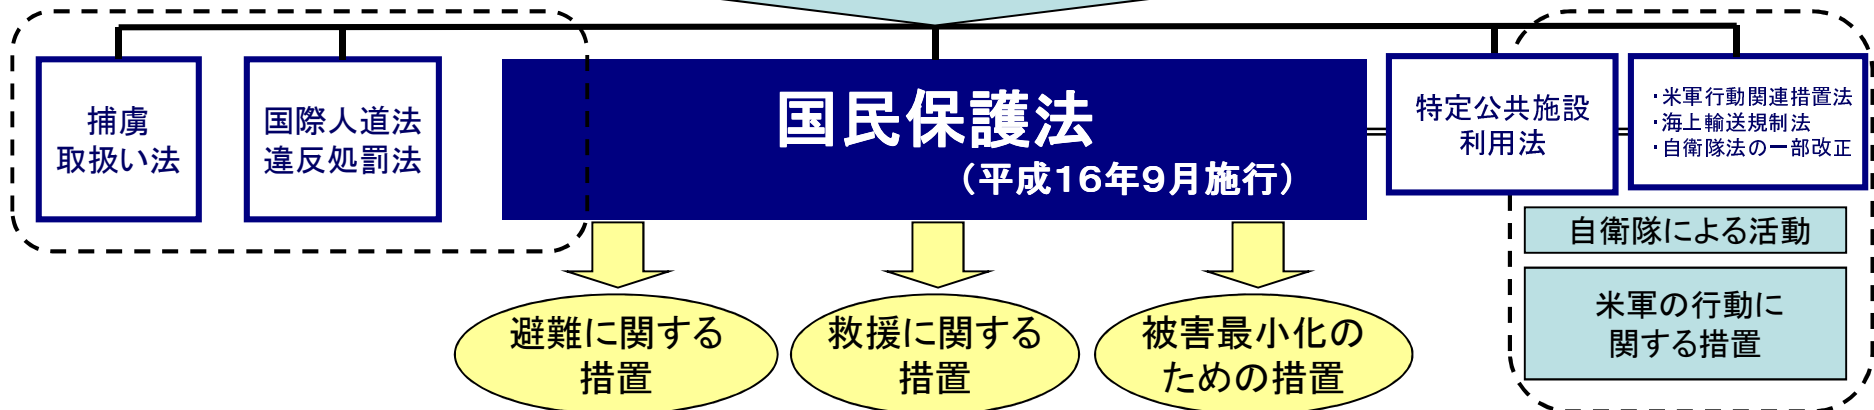 捕虜
取扱い法
国際人道法
違反処罰法
国民保護法
（平成16年9月施行）
特定公共施設
利用法
・米軍行動関連措置法
・海上輸送規制法
・自衛隊法の一部改正
自衛隊による活動
米軍の行動に
関する措置
避難に関する
措置
救援に関する
措置
被害最小化の
ための措置